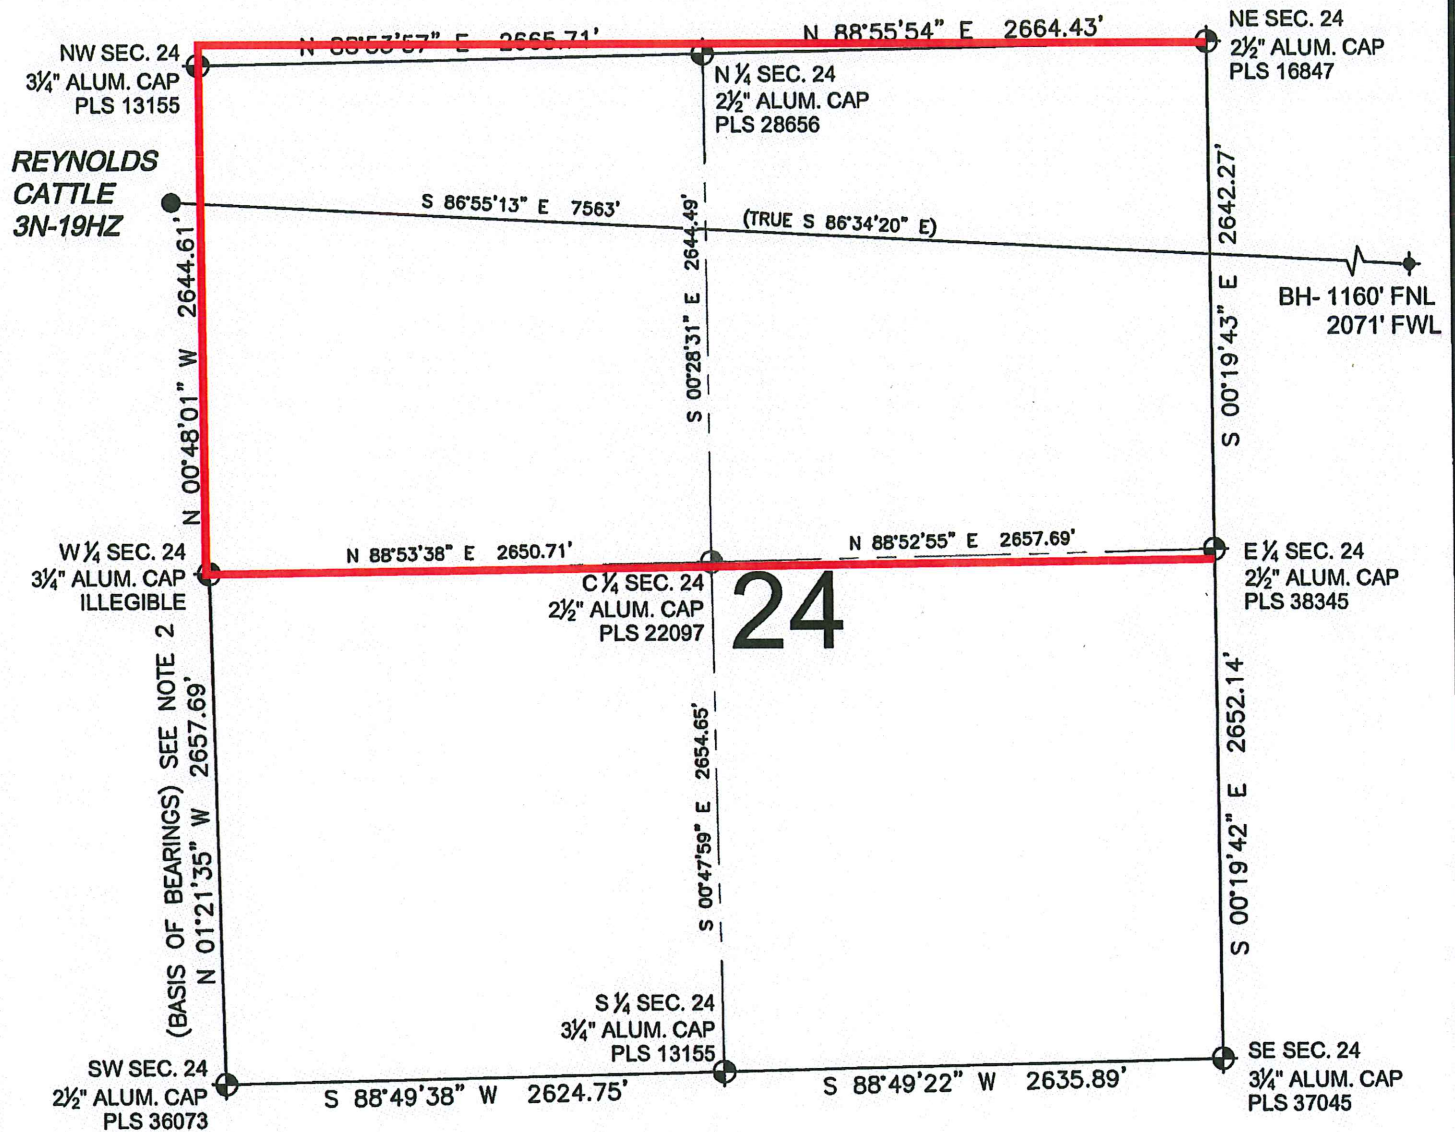 N 88°53'57" E 2665.71'
N 88°55'54" E 2664.43'
NW SEC. 24
3¼" ALUM. CAP
PLS 13155
N ¼ SEC. 24
2½" ALUM. CAP
PLS 28656
NE SEC. 24
2½" ALUM. CAP
PLS 16847
REYNOLDS
CATTLE
3N-19HZ
S 86°55'13" E 7563'
(TRUE S 86°34'20" E)
BH- 1160' FNL
2071' FWL
N 00°48'01" W 2644.61'
S 00°28'31" E 2644.49'
S 00°19'43" E 2642.27'
W ¼ SEC. 24
3¼" ALUM. CAP
ILLEGIBLE
N 88°53'38" E 2650.71'
N 88°52'55" E 2657.69'
C ¼ SEC. 24
2½" ALUM. CAP
PLS 22097
24
E ¼ SEC. 24
2½" ALUM. CAP
PLS 38345
(BASIS OF BEARINGS) SEE NOTE 2
N 01°21'35" W 2657.69'
S 00°47'59" E 2654.65'
S 00°19'42" E 2652.14'
SW SEC. 24
2½" ALUM. CAP
PLS 36073
S 88°49'38" W 2624.75'
S ¼ SEC. 24
3¼" ALUM. CAP
PLS 13155
S 88°49'22" W 2635.89'
SE SEC. 24
3¼" ALUM. CAP
PLS 37045